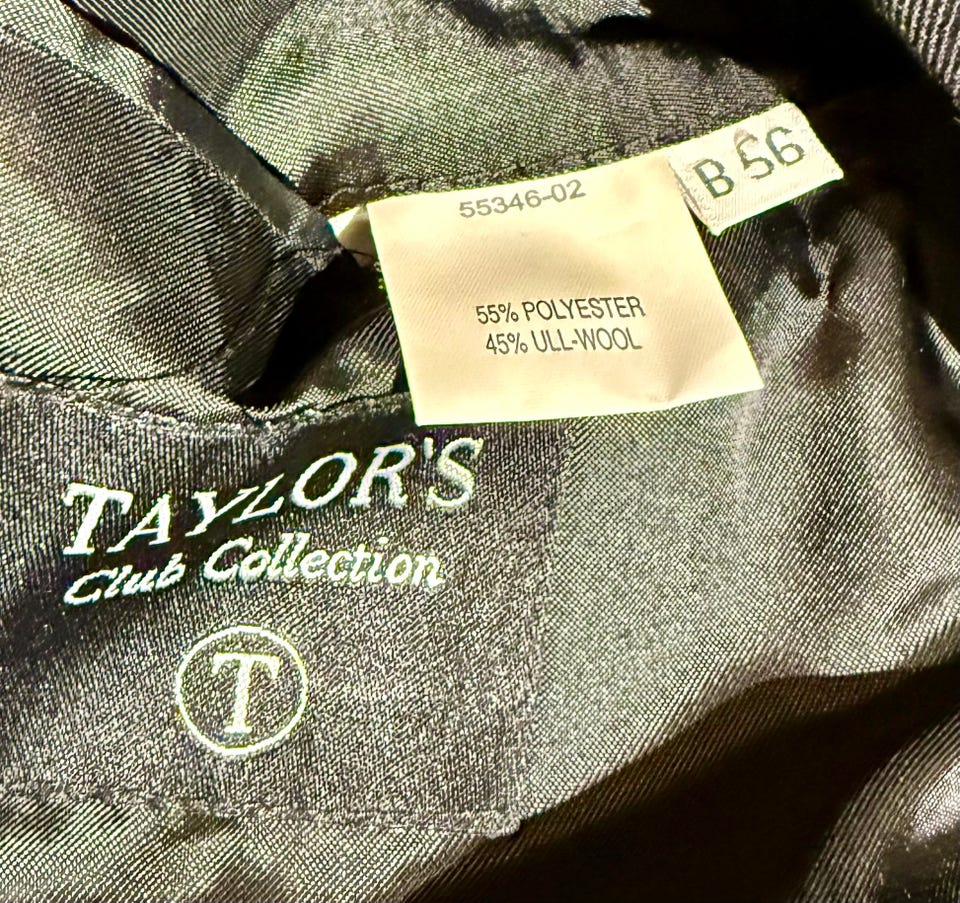 B 56
55346-02
55% POLYESTER
45% ULL-WOOL
TAYLOR'S
Club Collection
T